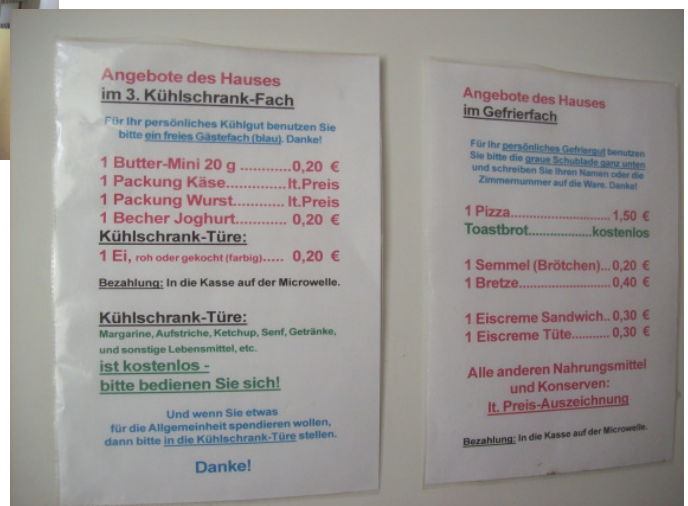 Angebote des Hauses
im 3. Kühlschrank-Fach
Für Ihr persönliches Kühlgut benutzen Sie
bitte ein freies Gästefach (blau). Danke!
1 Butter-Mini 20 g ............0,20 €
1 Packung Käse..............lt.Preis
1 Packung Wurst............lt.Preis
1 Becher Joghurt............ 0,20 €
Kühlschrank-Türe:
1 Ei, roh oder gekocht (farbig)..... 0,20 €
Bezahlung: In die Kasse auf der Microwelle.
Kühlschrank-Türe:
Margarine, Aufstriche, Ketchup, Senf, Getränke,
und sonstige Lebensmittel, etc.
ist kostenlos -
bitte bedienen Sie sich!
Und wenn Sie etwas
für die Allgemeinheit spendieren wollen,
dann bitte in die Kühlschrank-Türe stellen.
Danke!
Angebote des Hauses
im Gefrierfach
Für Ihr persönliches Gefriergut benutzen
Sie bitte die graue Schublade ganz unten
und schreiben Sie Ihren Namen oder die
Zimmernummer auf die Ware. Danke!
1 Pizza...................... 1,50 €
Toastbrot..................kostenlos
1 Semmel (Brötchen)...0,20 €
1 Bretze......................0,40 €
1 Eiscreme Sandwich.. 0,30 €
1 Eiscreme Tüte.......... 0,30 €
Alle anderen Nahrungsmittel
und Konserven:
lt. Preis-Auszeichnung
Bezahlung: In die Kasse auf der Microwelle.